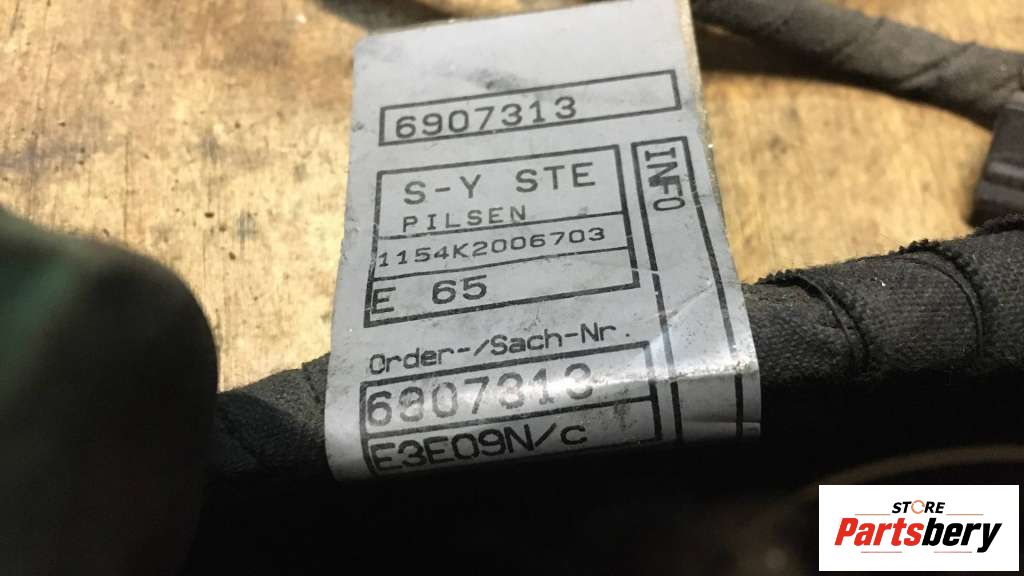 6907313
S-Y STE
PILSEN
1154K2006703
E 65
INFO
Order-/Sach-Nr.
6907313
E3E09N/c
STORE
Partsbery